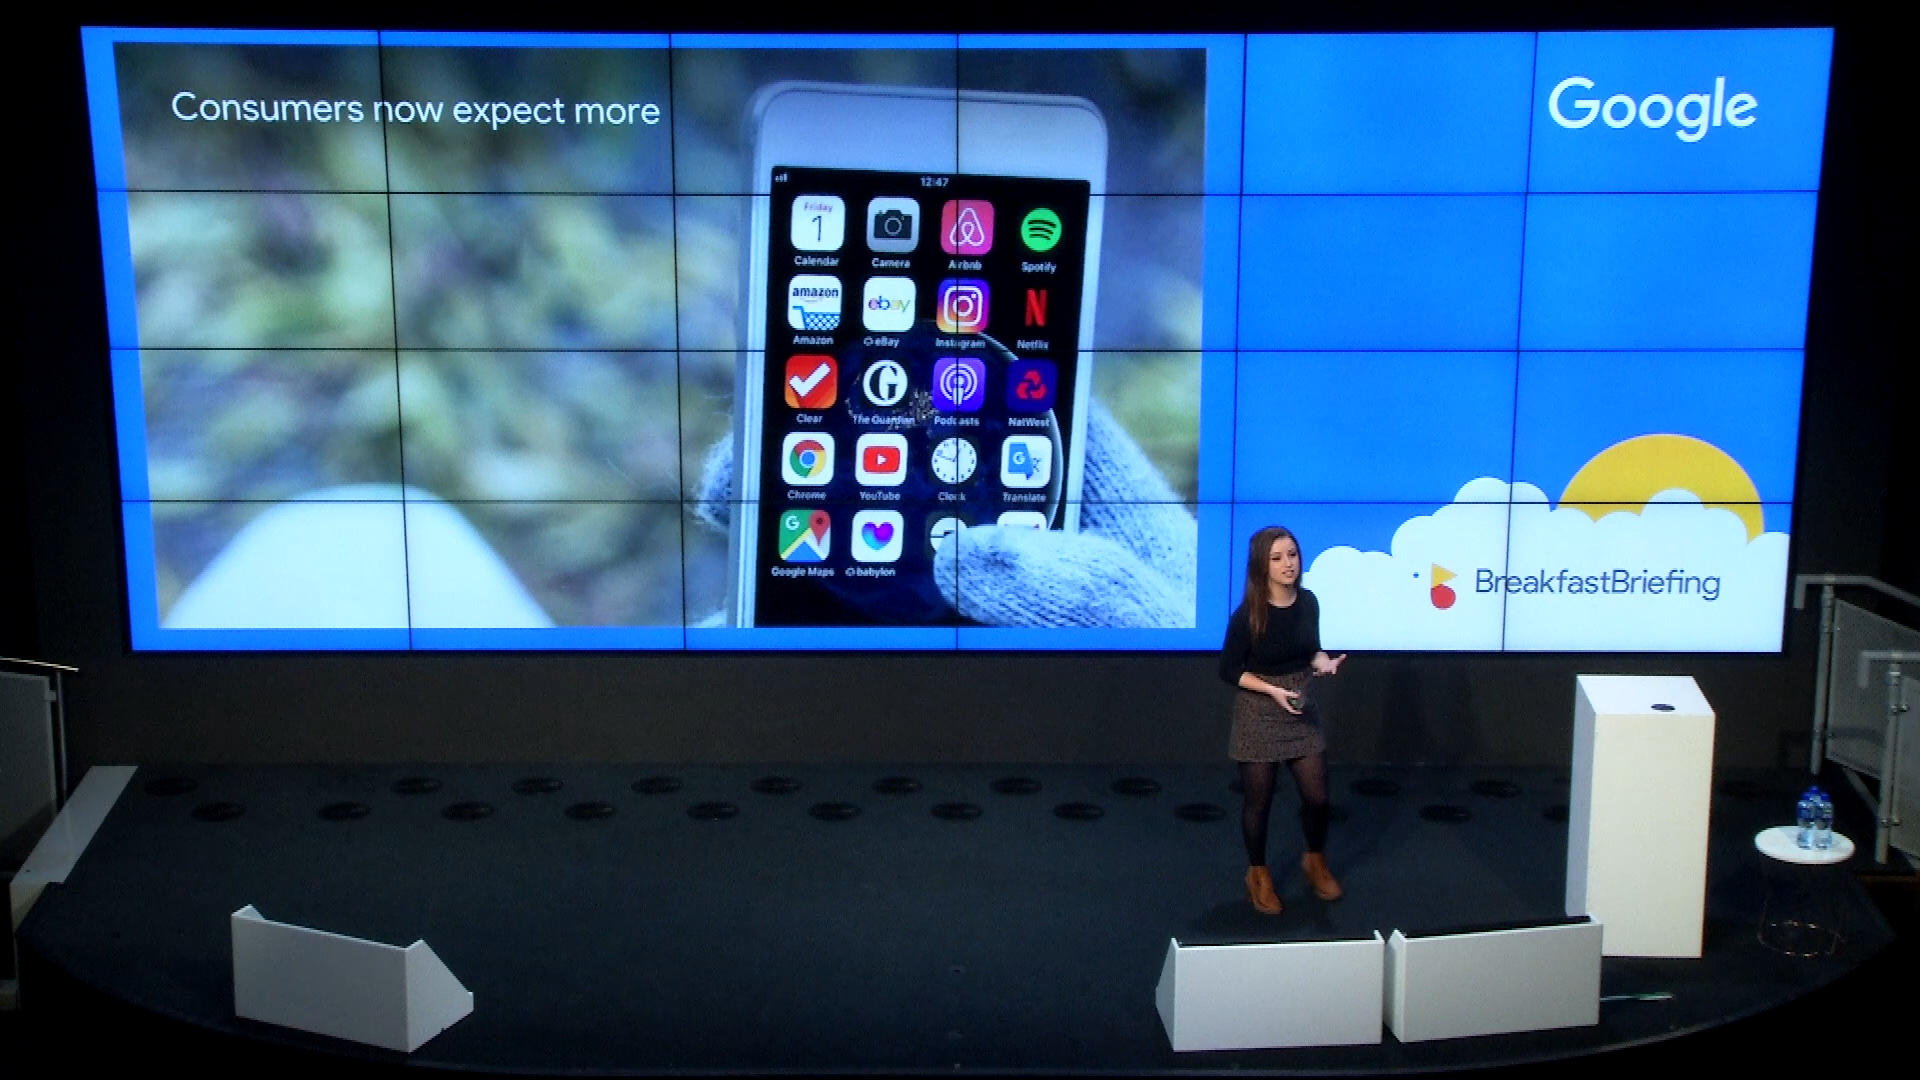 Consumers now expect more
Google
12:47
Friday
1
Calendar
Camera
Airbnb
Spotify
amazon
ebay
N
Amazon
eBay
Instagram
Netflix
G
Clear
The Guardian
Podcasts
NatWest
G
Chrome
YouTube
Clock
Translate
G
Google Maps
babylon
BreakfastBriefing